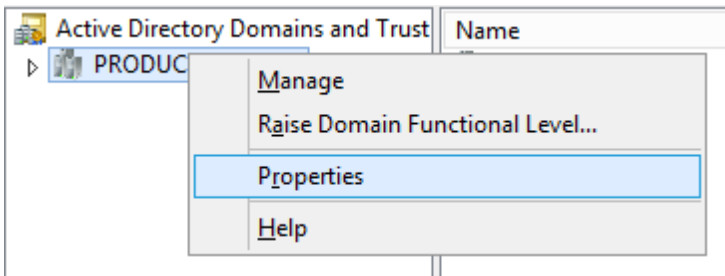 Active Directory Domains and Trust
Name
PRODUC
Manage
Raise Domain Functional Level...
Properties
Help